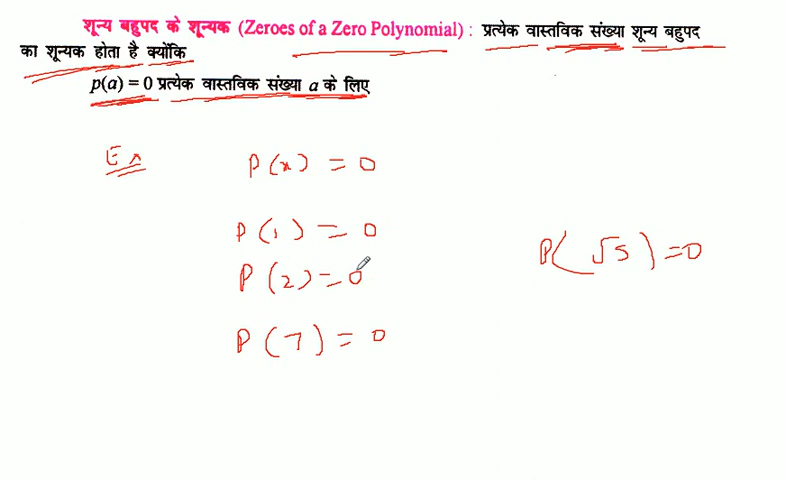 शून्य बहुपद के शून्यक (Zeroes of a Zero Polynomial) : प्रत्येक वास्तविक संख्या शून्य बहुपद
का शून्यक होता है क्योंकि
p(a) = 0 प्रत्येक वास्तविक संख्या a के लिए
Ex P(x) = 0
P(1) = 0
P(2) = 0 P(√5) = 0
P(7) = 0